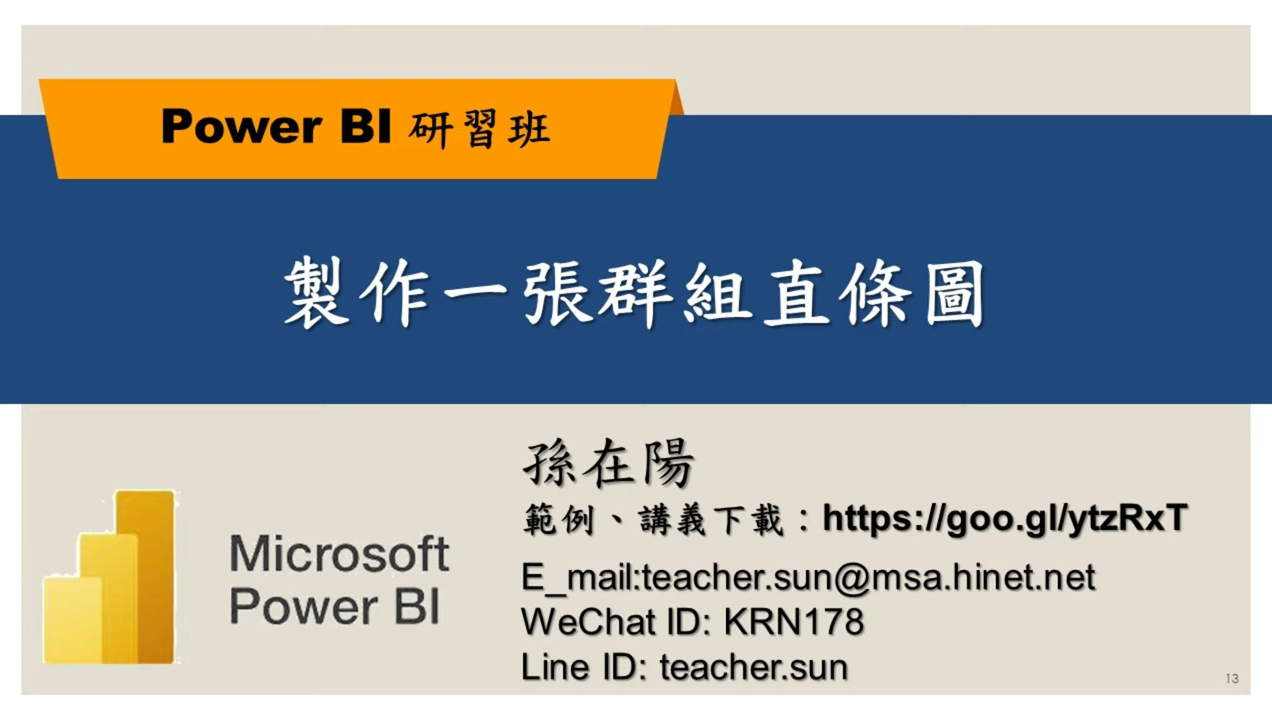 Power BI 研習班
製作一張群組直條圖
孫在陽
範例、講義下載：https://goo.gl/ytzRxT
E_mail:teacher.sun@msa.hinet.net
WeChat ID: KRN178
Line ID: teacher.sun
Microsoft
Power BI
13